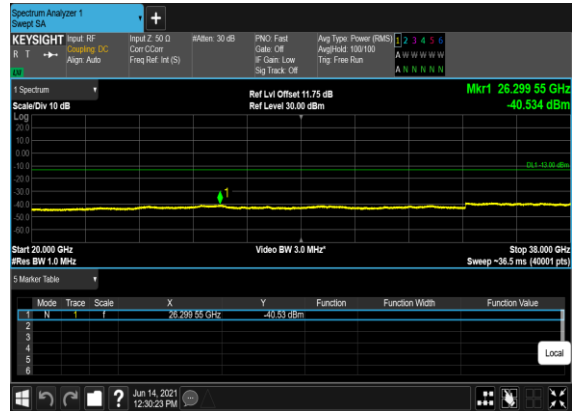 Spectrum Analyzer 1
Swept SA
+
KEYSIGHT Input: RF Input Z: 50 Ω #Atten: 30 dB PNO: Fast Avg Type: Power (RMS) 1 2 3 4 5 6
R T Coupling: DC Corr CCorr Gate: Off Avg|Hold: 100/100 A W W W W W
Align: Auto Freq Ref: Int (S) IF Gain: Low Trig: Free Run
Sig Track: Off A N N N N N
1 Spectrum Ref Lvl Offset 11.75 dB Mkr1 26.299 55 GHz
Scale/Div 10 dB Ref Level 30.00 dBm -40.534 dBm
Log
20.0
10.0
0.00
-10.0 DL1 -13.00 dBm
-20.0
-30.0 1
-40.0
-50.0
-60.0
Start 20.000 GHz Video BW 3.0 MHz* Stop 38.000 GHz
#Res BW 1.0 MHz Sweep ~36.5 ms (40001 pts)
5 Marker Table
Mode Trace Scale X Y Function Function Width Function Value
1 N 1 f 26.299 55 GHz -40.53 dBm
2
3
4
5
6
Local
? Jun 14, 2021
12:30:23 PM